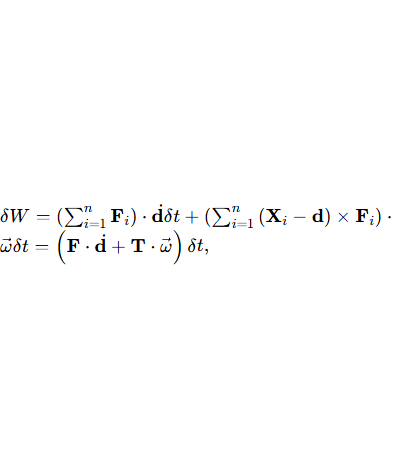 δW = (∑ⁿᵢ₌₁ 𝐅ᵢ) · 𝐝̇δt + (∑ⁿᵢ₌₁ (𝐗ᵢ − 𝐝) × 𝐅ᵢ) ·
ω⃗δt = (𝐅 · 𝐝̇ + 𝐓 · ω⃗) δt,